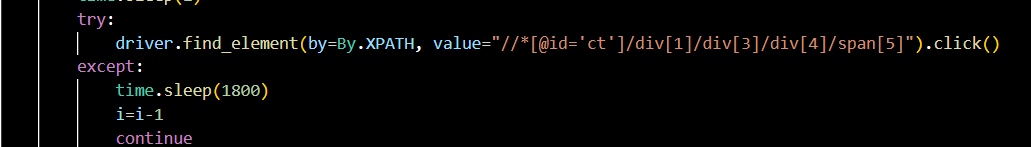 try:
driver.find_element(by=By.XPATH, value="//*[@id='ct']/div[1]/div[3]/div[4]/span[5]").click()
except:
time.sleep(1800)
i=i-1
continue